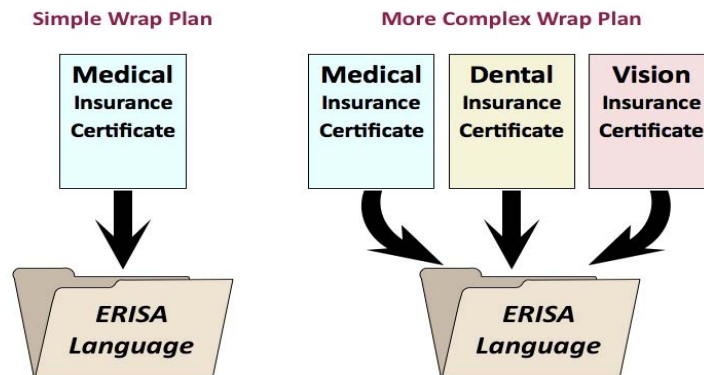 Simple Wrap Plan
Medical
Insurance
Certificate
ERISA
Language
More Complex Wrap Plan
Medical
Insurance
Certificate
Dental
Insurance
Certificate
Vision
Insurance
Certificate
ERISA
Language